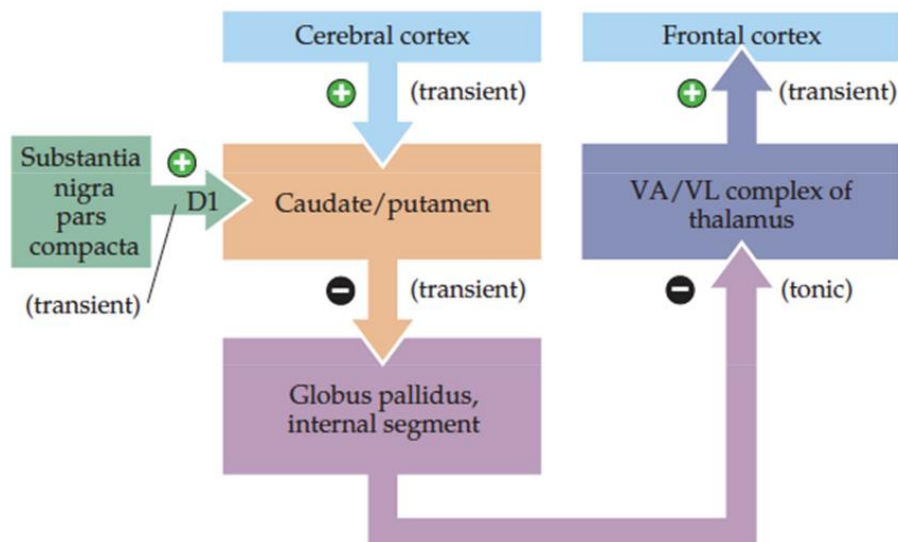 Cerebral cortex
Frontal cortex
+
(transient)
+
(transient)
Substantia
nigra
pars
compacta
+
D1
Caudate/putamen
VA/VL complex of
thalamus
(transient)
−
(transient)
−
(tonic)
Globus pallidus,
internal segment